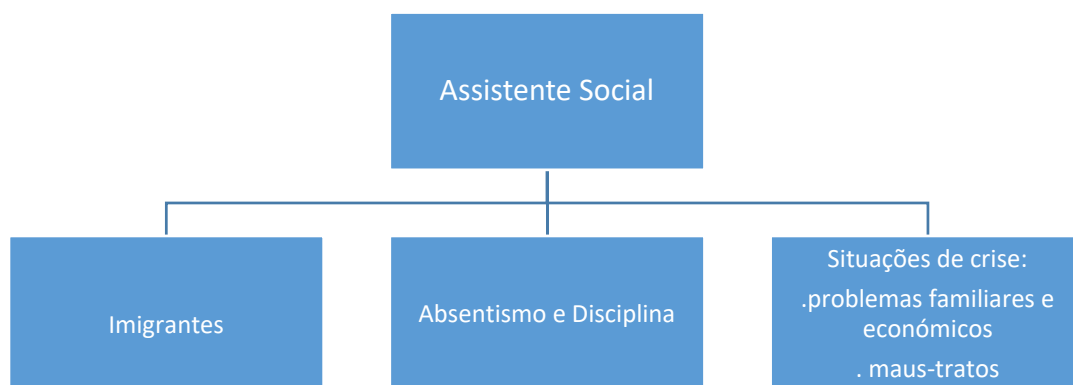 Assistente Social
Imigrantes
Absentismo e Disciplina
Situações de crise:
.problemas familiares e
económicos
. maus-tratos